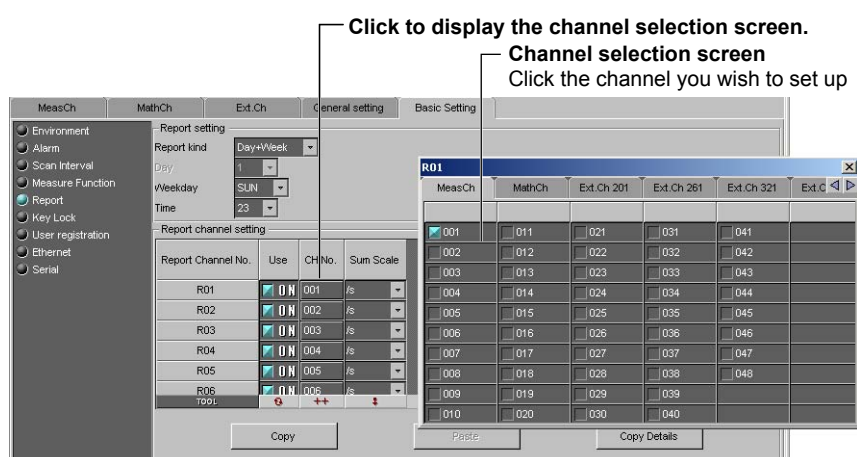 Click to display the channel selection screen.
Channel selection screen
Click the channel you wish to set up
MeasCh MathCh Ext.Ch General setting Basic Setting
Environment
Alarm
Scan Interval
Measure Function
Report
Key Lock
User registration
Ethernet
Serial
Report setting
Report kind Day+Week
Day 1
Weekday SUN
Time 23
Report channel setting
Report Channel No. Use CH No. Sum Scale
R01 ON 001 /s
R02 ON 002 /s
R03 ON 003 /s
R04 ON 004 /s
R05 ON 005 /s
R06 ON 006 /s
TOOL
Copy Paste Copy Details
R01
MeasCh MathCh Ext.Ch 201 Ext.Ch 261 Ext.Ch 321
001 011 021 031 041
002 012 022 032 042
003 013 023 033 043
004 014 024 034 044
005 015 025 035 045
006 016 026 036 046
007 017 027 037 047
008 018 028 038 048
009 019 029 039
010 020 030 040